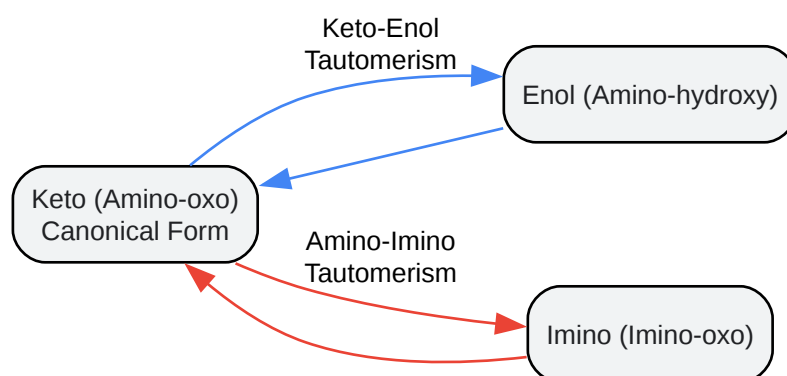 Keto-Enol
Tautomerism
Enol (Amino-hydroxy)
Keto (Amino-oxo)
Canonical Form
Amino-Imino
Tautomerism
Imino (Imino-oxo)